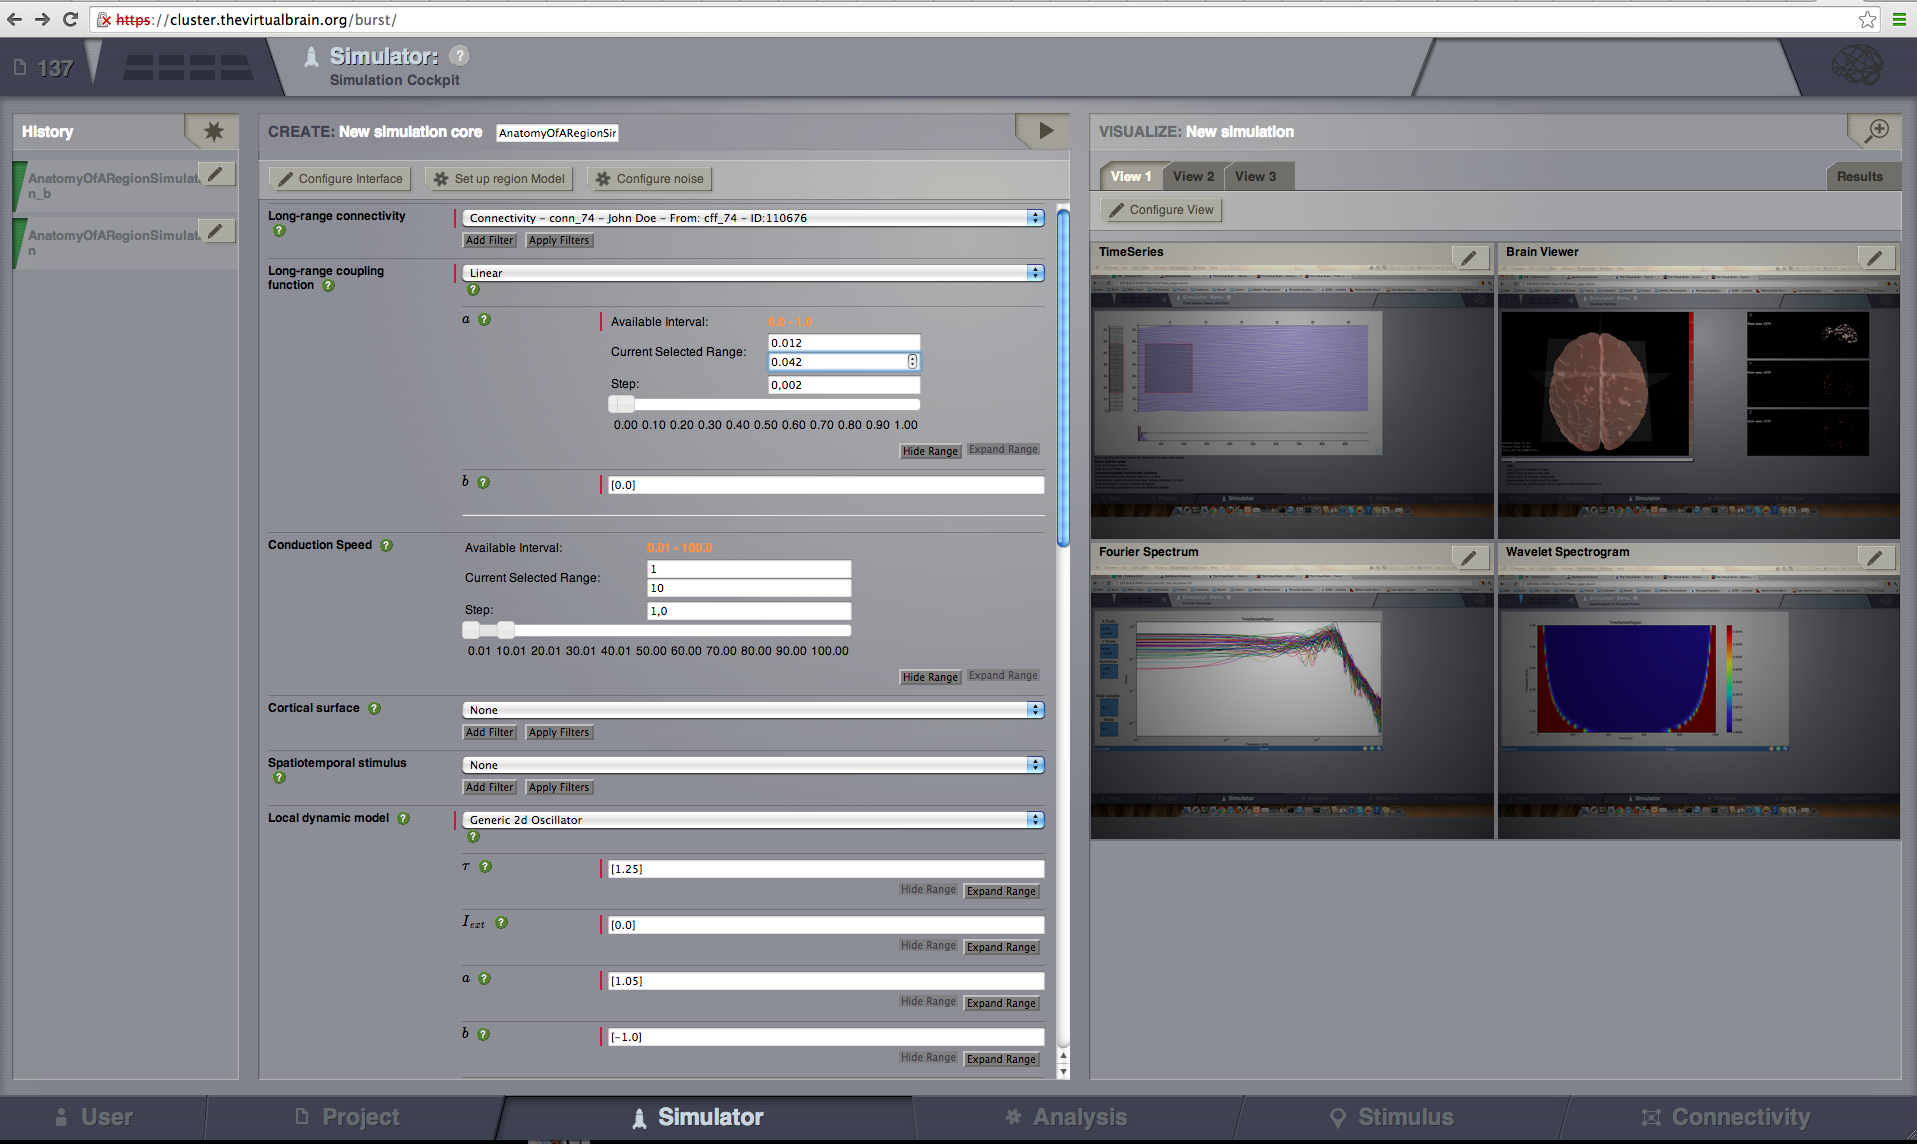 https://cluster.thevirtualbrain.org/burst/
137
Simulator: ?
Simulation Cockpit
History
AnatomyOfARegionSimulat
n_b
AnatomyOfARegionSimulat
n
CREATE: New simulation core AnatomyOfARegionSir
Configure Interface Set up region Model Configure noise
Long-range connectivity ?
Connectivity - conn_74 - John Doe - From: cff_74 - ID:110676
Add Filter Apply Filters
Long-range coupling
function ?
Linear
?
a ?
Available Interval: 0.0 - 1.0
Current Selected Range:
0.012
0.042
Step: 0,002
0.00 0.10 0.20 0.30 0.40 0.50 0.60 0.70 0.80 0.90 1.00
Hide Range Expand Range
b ? [0.0]
Conduction Speed ?
Available Interval: 0.01 - 100.0
Current Selected Range:
1
10
Step: 1,0
0.01 10.01 20.01 30.01 40.01 50.00 60.00 70.00 80.00 90.00 100.00
Hide Range Expand Range
Cortical surface ? None
Add Filter Apply Filters
Spatiotemporal stimulus ? None
Add Filter Apply Filters
Local dynamic model ? Generic 2d Oscillator
?
τ ? [1.25]
Hide Range Expand Range
I_ext ? [0.0]
Hide Range Expand Range
a ? [1.05]
Hide Range Expand Range
b ? [-1.0]
Hide Range Expand Range
VISUALIZE: New simulation
View 1 View 2 View 3 Results
Configure View
TimeSeries
Brain Viewer
Fourier Spectrum
Wavelet Spectrogram
User Project Simulator Analysis Stimulus Connectivity